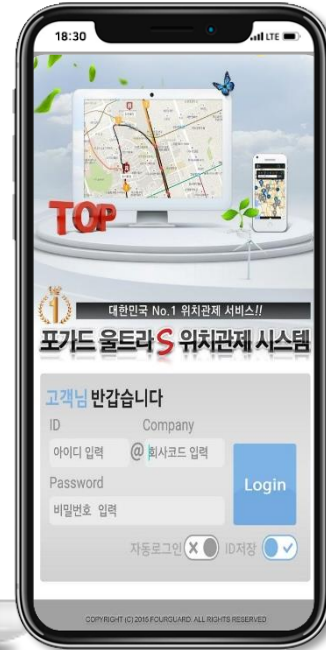 18:30
LTE
TOP
1
대한민국 No.1 위치관제 서비스!!
포가드 울트라 S 위치관제 시스템
고객님 반갑습니다
ID Company
아이디 입력 @ 회사코드 입력
Password
비밀번호 입력
Login
자동로그인 ID저장
COPYRIGHT (C) 2015 FOURGUARD. ALL RIGHTS RESERVED